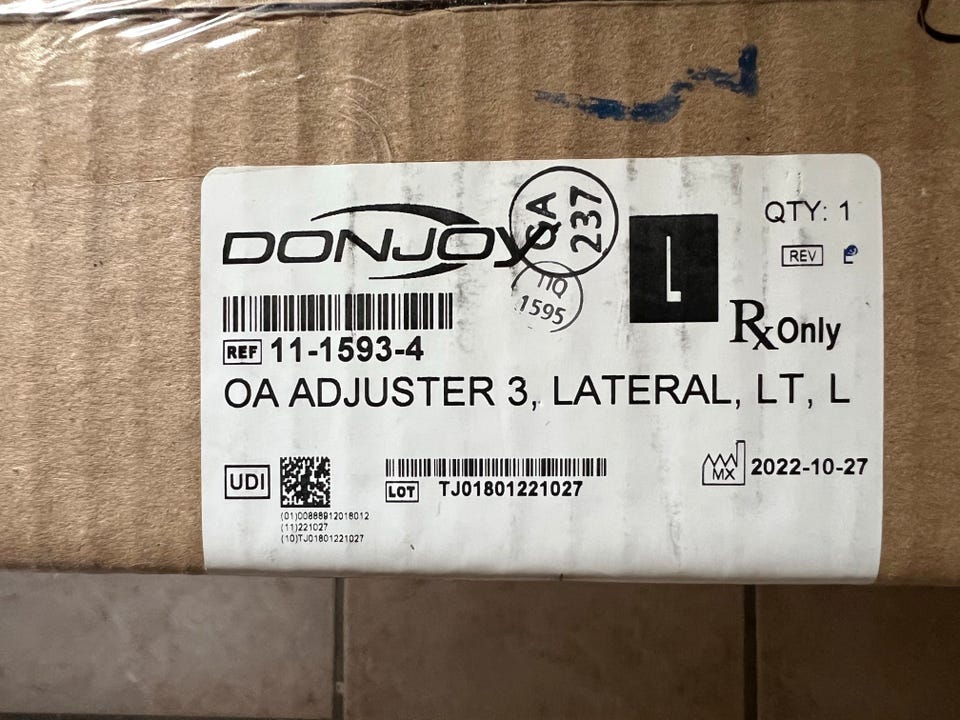 DONJOY
QA
237
1595
L
QTY: 1
REV
Rx Only
REF 11-1593-4
OA ADJUSTER 3, LATERAL, LT, L
UDI
(01)00888912018012
(11)221027
(10)TJ01801221027
LOT TJ01801221027
MX 2022-10-27